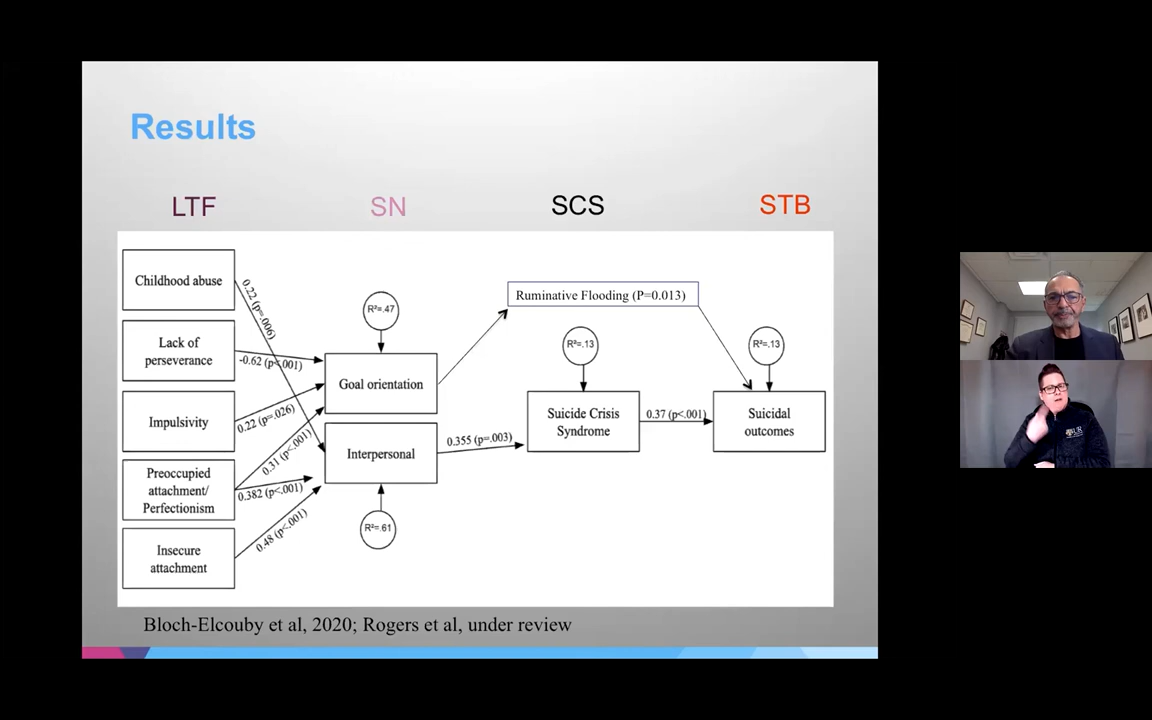 Results
LTF
SN
SCS
STB
Childhood abuse
Lack of
perseverance
Impulsivity
Preoccupied
attachment/
Perfectionism
Insecure
attachment
0.22 (p=.006)
-0.62 (p<.001)
0.22 (p=.026)
0.31 (p<.001)
0.382 (p<.001)
0.48 (p<.001)
R²=.47
Goal orientation
Interpersonal
R²=.61
Ruminative Flooding (P=0.013)
0.355 (p=.003)
R²=.13
Suicide Crisis
Syndrome
0.37 (p<.001)
R²=.13
Suicidal
outcomes
Bloch-Elcouby et al, 2020; Rogers et al, under review